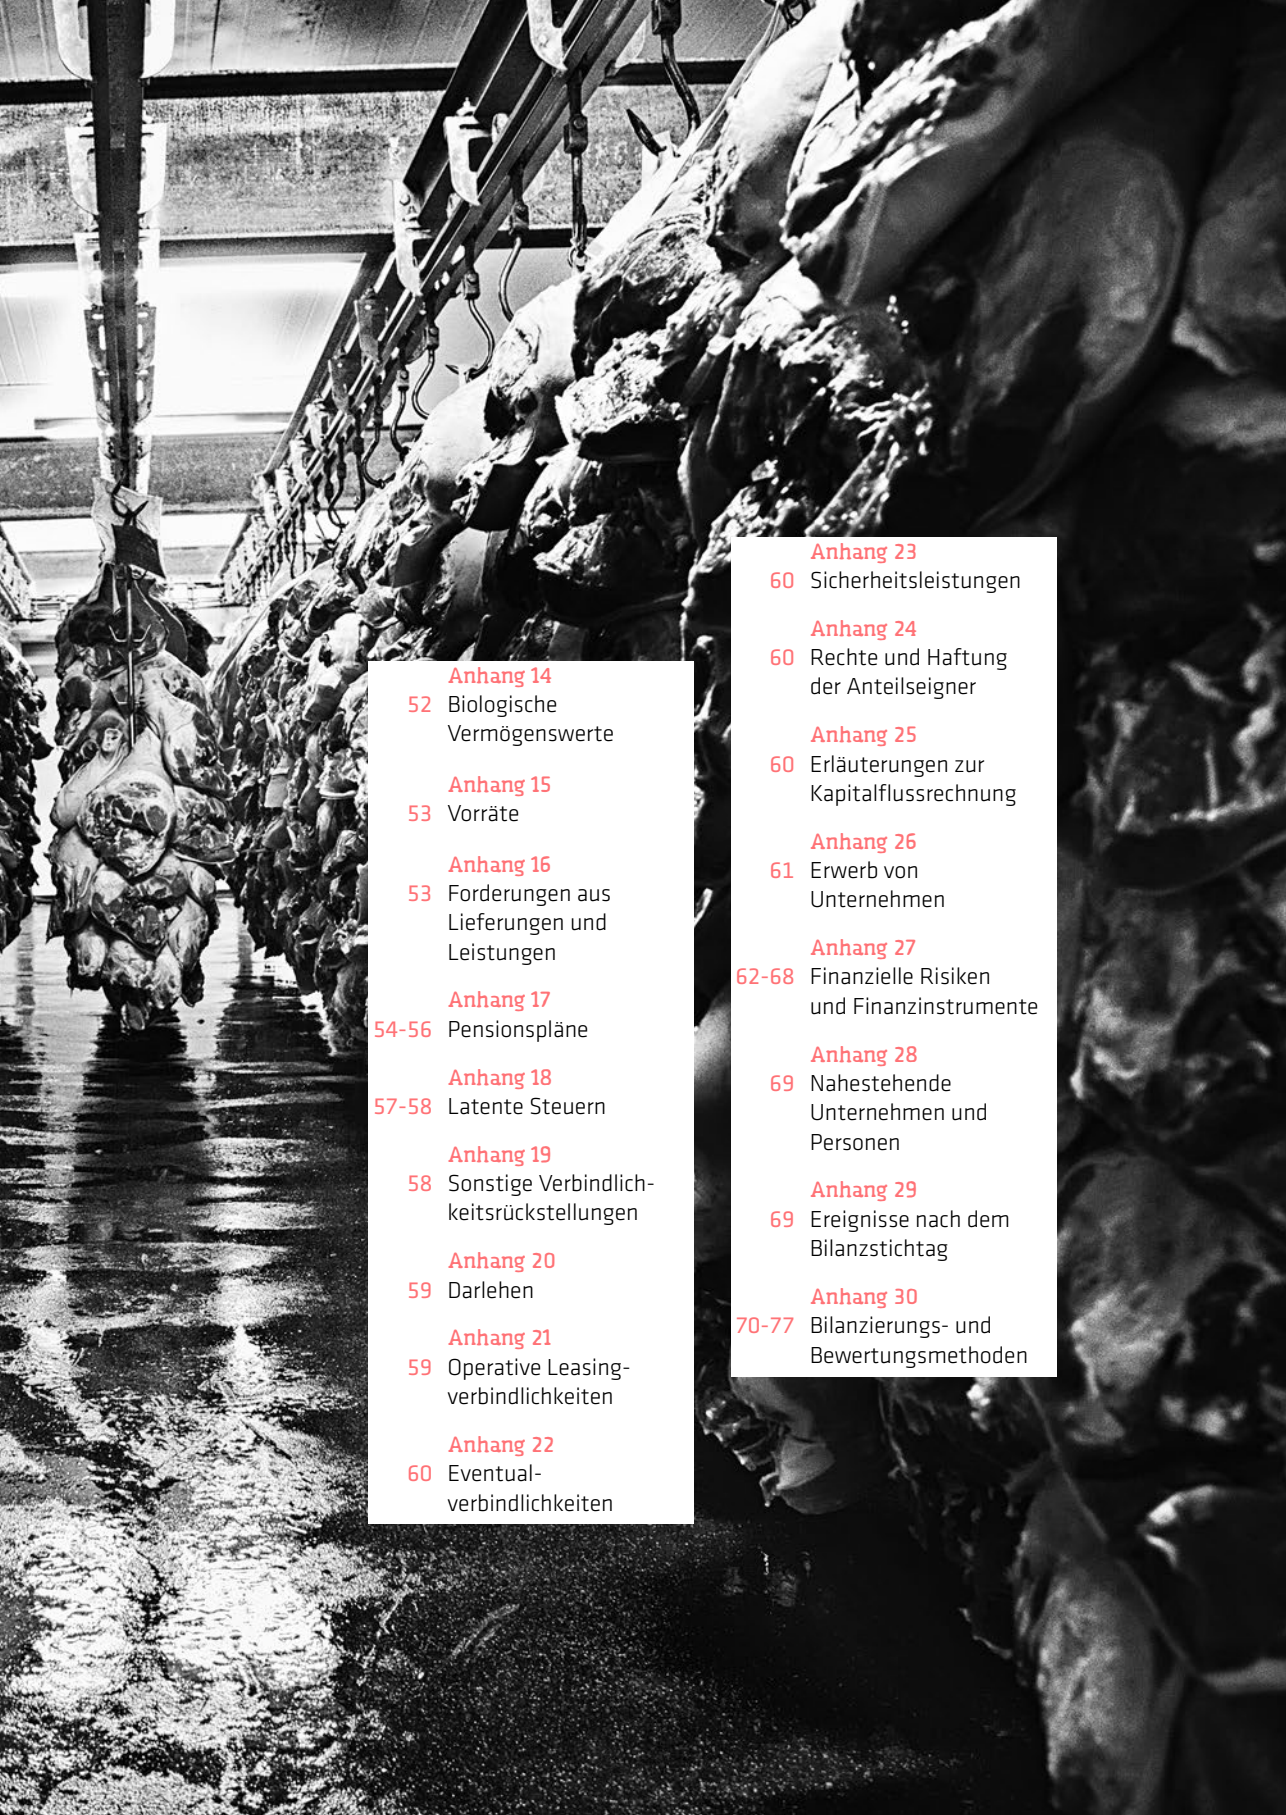 Anhang 14
52 Biologische
Vermögenswerte
Anhang 15
53 Vorräte
Anhang 16
53 Forderungen aus
Lieferungen und
Leistungen
Anhang 17
54-56 Pensionspläne
Anhang 18
57-58 Latente Steuern
Anhang 19
58 Sonstige Verbindlich-
keitsrückstellungen
Anhang 20
59 Darlehen
Anhang 21
59 Operative Leasing-
verbindlichkeiten
Anhang 22
60 Eventual-
verbindlichkeiten
Anhang 23
60 Sicherheitsleistungen
Anhang 24
60 Rechte und Haftung
der Anteilseigner
Anhang 25
60 Erläuterungen zur
Kapitalflussrechnung
Anhang 26
61 Erwerb von
Unternehmen
Anhang 27
62-68 Finanzielle Risiken
und Finanzinstrumente
Anhang 28
69 Nahestehende
Unternehmen und
Personen
Anhang 29
69 Ereignisse nach dem
Bilanzstichtag
Anhang 30
70-77 Bilanzierungs- und
Bewertungsmethoden